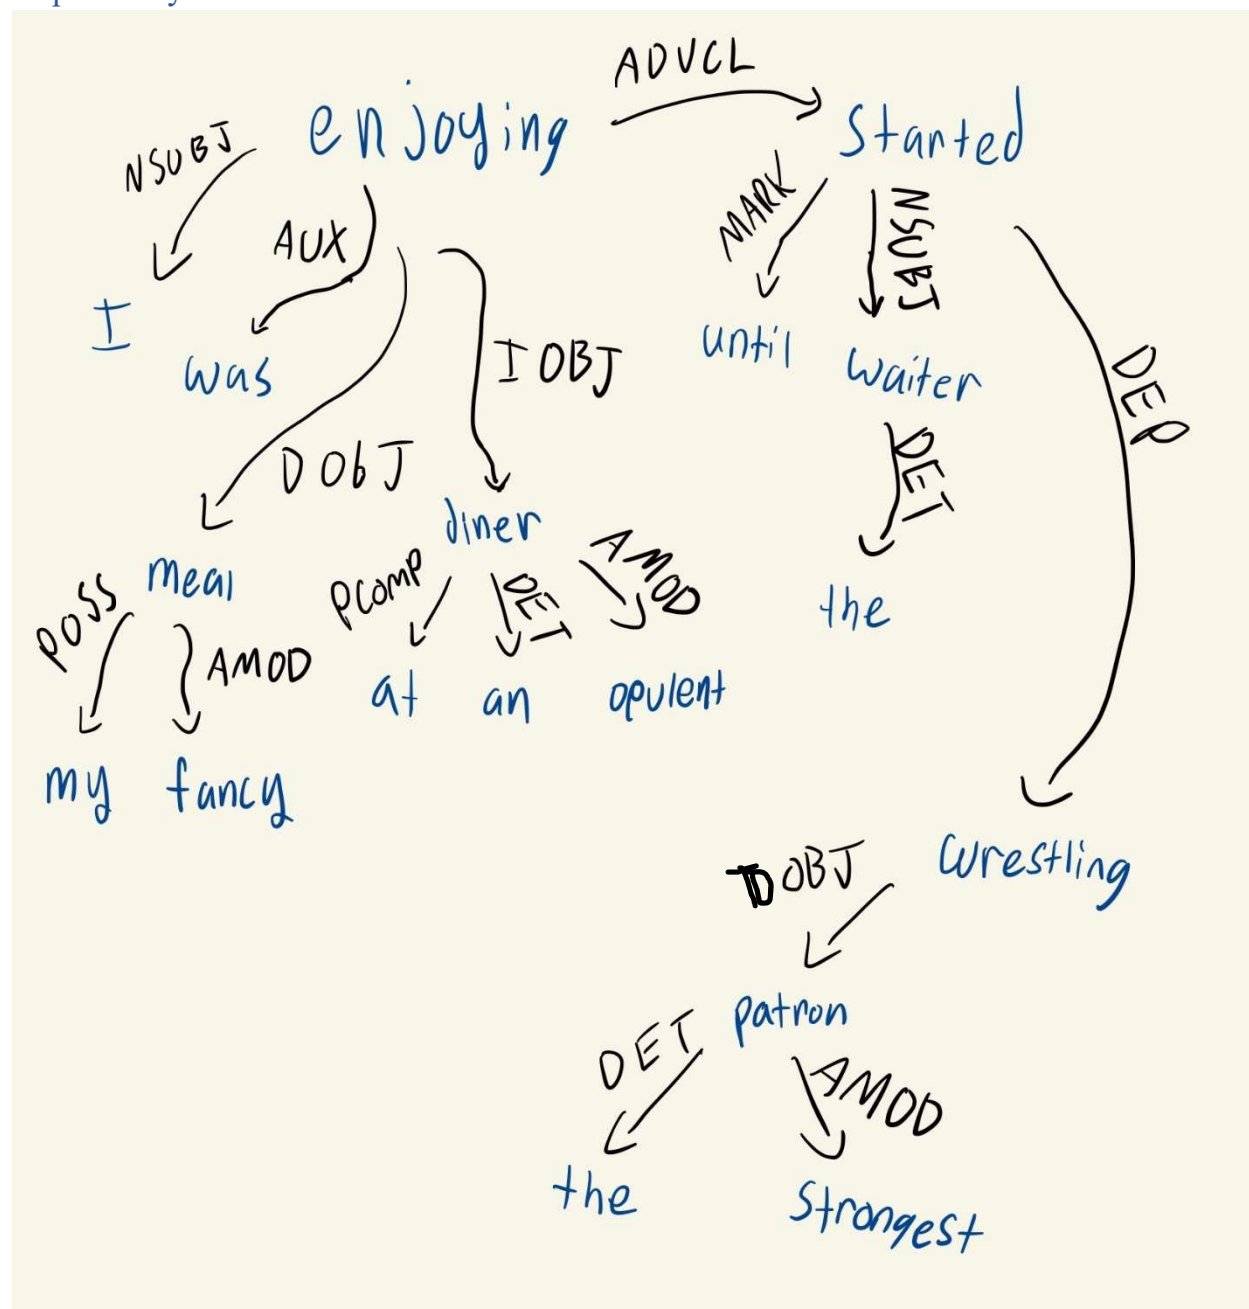 ADVCL
enjoying
Started
NSUBJ
AUX
MARK
NSUBJ
I
was
IOBJ
until
waiter
DEP
DObJ
diner
DET
meal
PCOMP
DET
AMOD
the
POSS
AMOD
at
an
opulent
my
fancy
DOBJ
wrestling
patron
DET
AMOD
the
Strongest